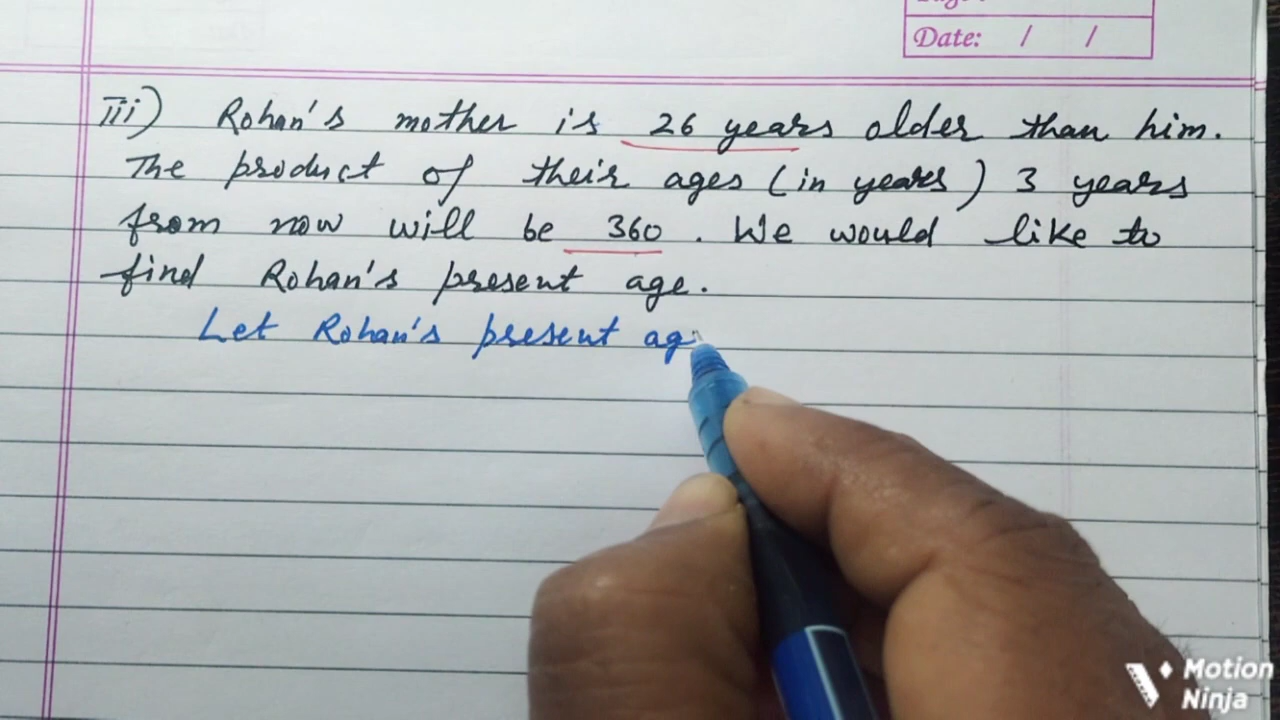 Date: / /
iii) Rohan's mother is 26 years older than him.
The product of their ages (in years) 3 years
from now will be 360. We would like to
find Rohan's present age.
Let Rohan's present ag
Motion
Ninja